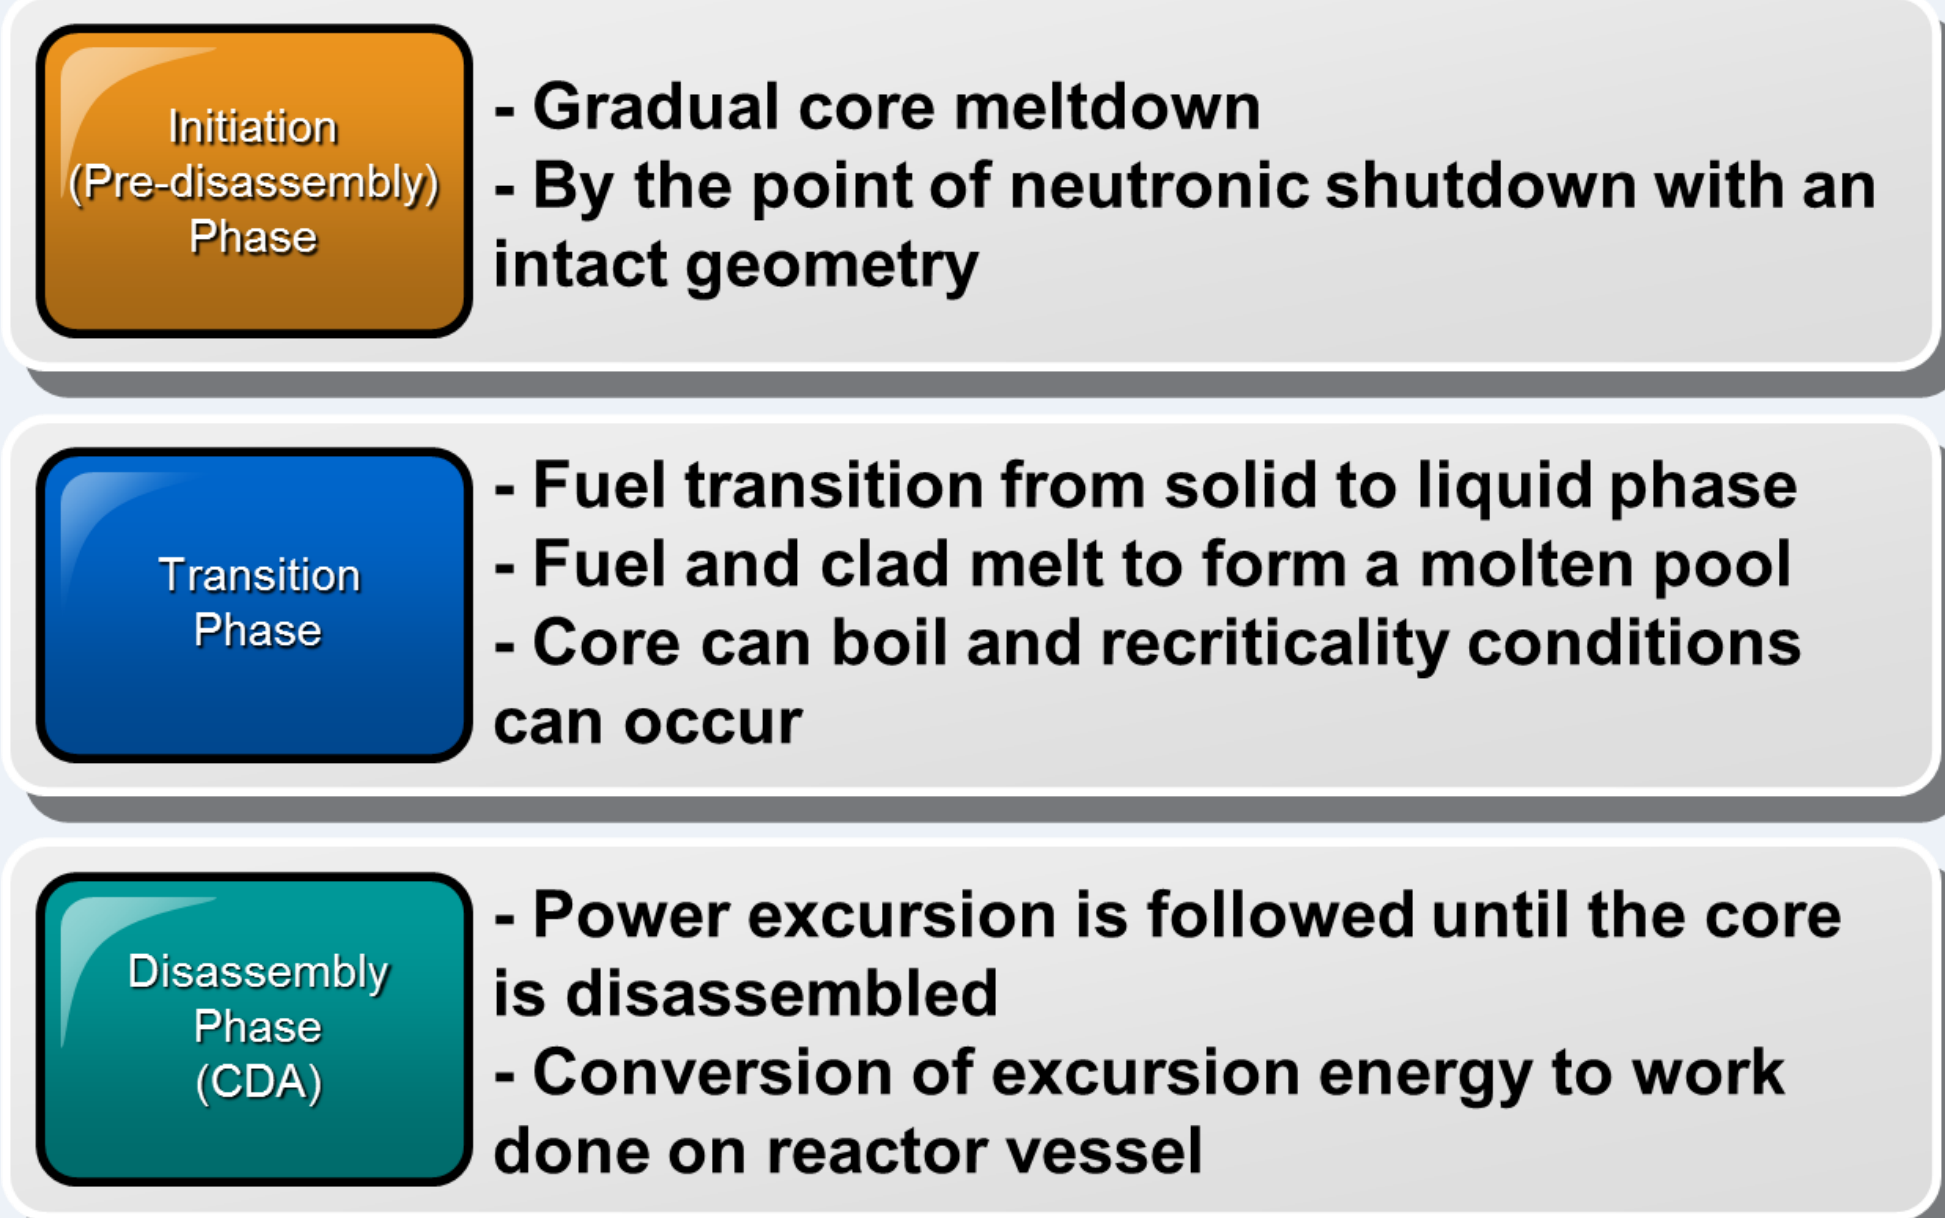 Initiation
(Pre-disassembly)
Phase
- Gradual core meltdown
- By the point of neutronic shutdown with an
intact geometry
Transition
Phase
- Fuel transition from solid to liquid phase
- Fuel and clad melt to form a molten pool
- Core can boil and recriticality conditions
can occur
Disassembly
Phase
(CDA)
- Power excursion is followed until the core
is disassembled
- Conversion of excursion energy to work
done on reactor vessel